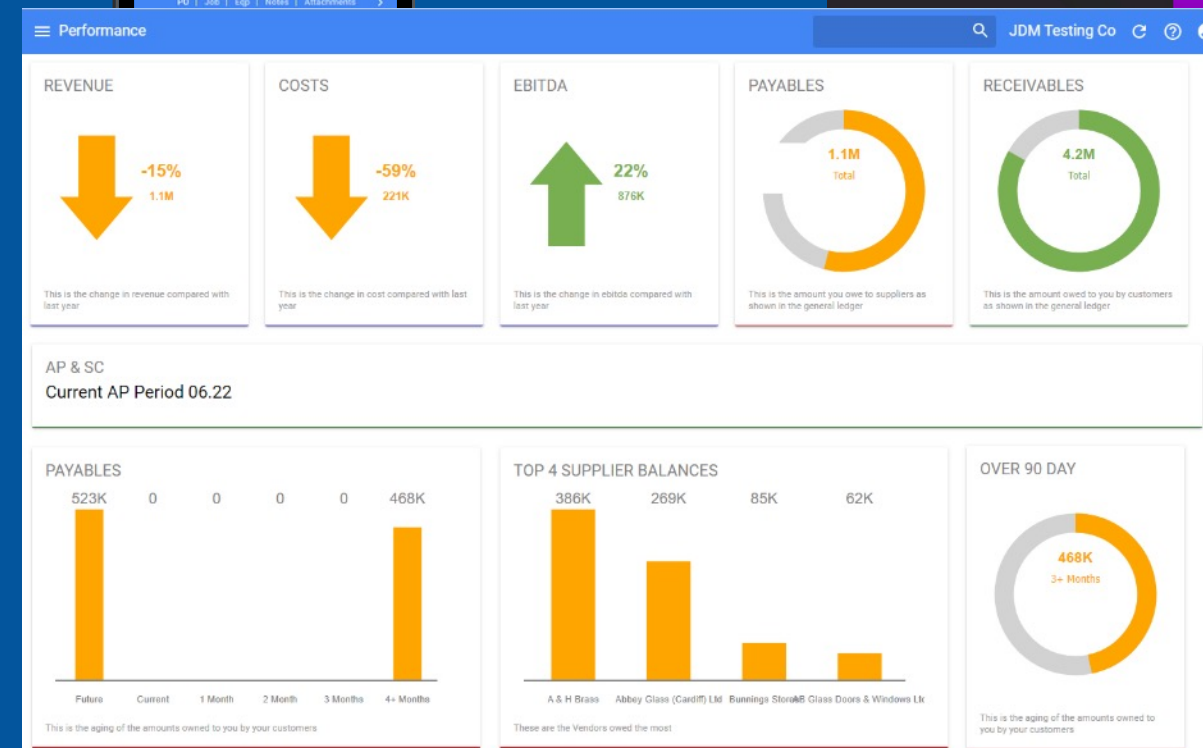 PO | Job | Eqp | Notes | Attachments >
Performance
JDM Testing Co
REVENUE
-15%
1.1M
This is the change in revenue compared with
last year
COSTS
-59%
221K
This is the change in cost compared with last
year
EBITDA
22%
876K
This is the change in ebitda compared with
last year
PAYABLES
1.1M
Total
This is the amount you owe to suppliers as
shown in the general ledger
RECEIVABLES
4.2M
Total
This is the amount owed to you by customers
as shown in the general ledger
AP & SC
Current AP Period 06.22
PAYABLES
523K 0 0 0 0 468K
Future Current 1 Month 2 Month 3 Months 4+ Months
This is the aging of the amounts owed to you by your customers
TOP 4 SUPPLIER BALANCES
386K 269K 85K 62K
A & H Brass Abbey Glass (Cardiff) Ltd Bunnings Stores AB Glass Doors & Windows Ltd
These are the Vendors owed the most
OVER 90 DAY
468K
3+ Months
This is the aging of the amounts owned to
you by your customers